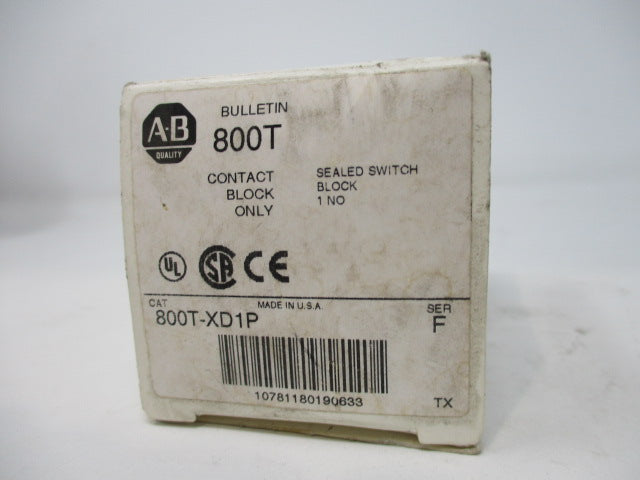 A-B
QUALITY
BULLETIN
800T
CONTACT
BLOCK
ONLY
SEALED SWITCH
BLOCK
1 NO
UL
SA
CE
CAT
MADE IN U.S.A.
SER
800T-XD1P
F
10781180190633
TX